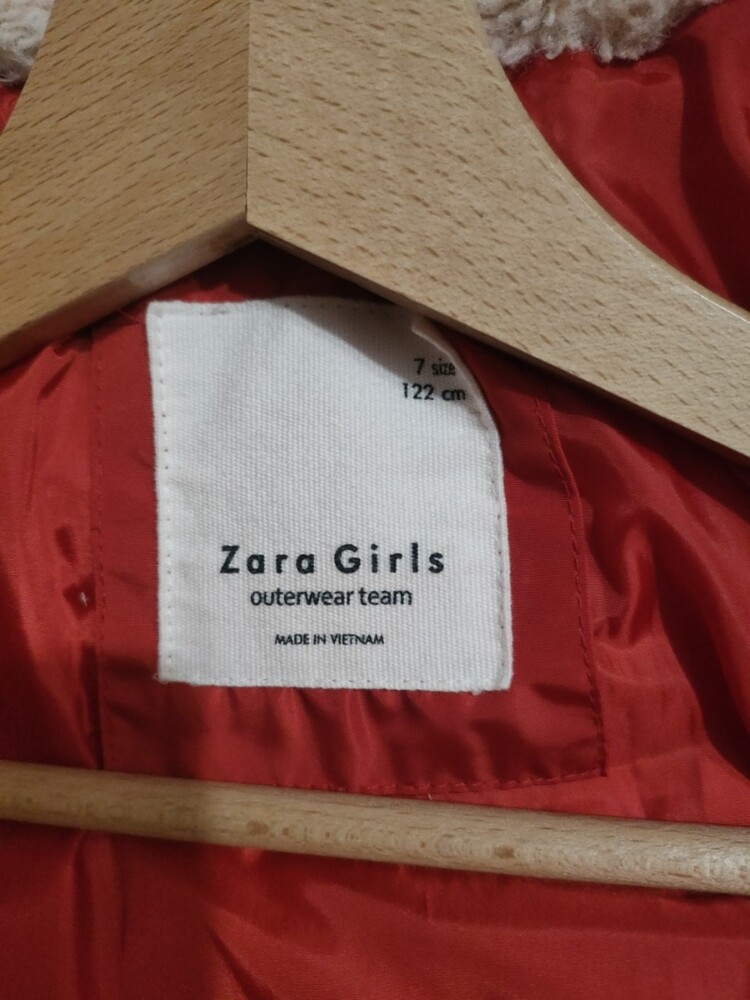 7 size
122 cm
Zara Girls
outerwear team
MADE IN VIETNAM